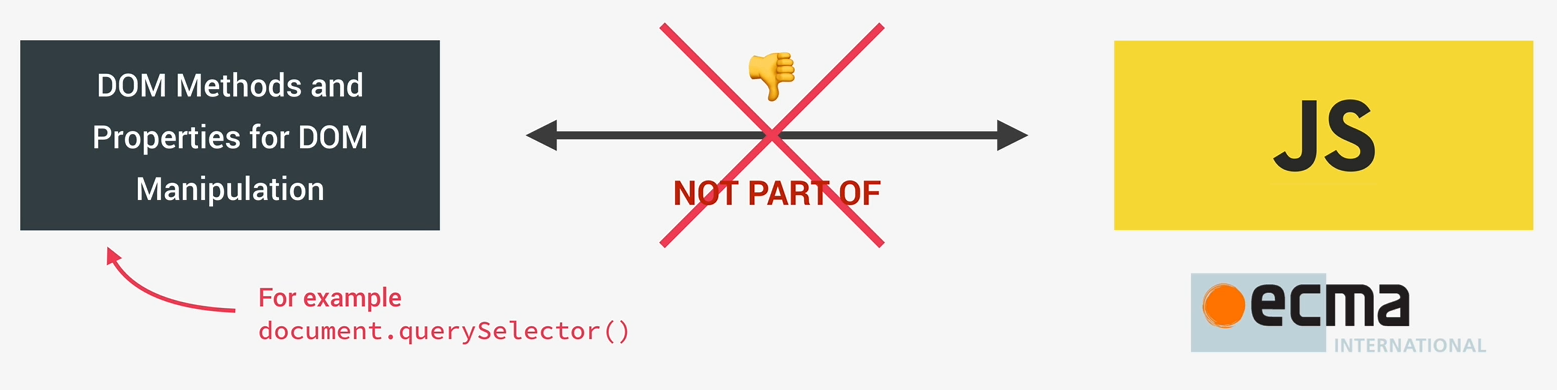 DOM Methods and
Properties for DOM
Manipulation
NOT PART OF
JS
For example
document.querySelector()
ecma
INTERNATIONAL